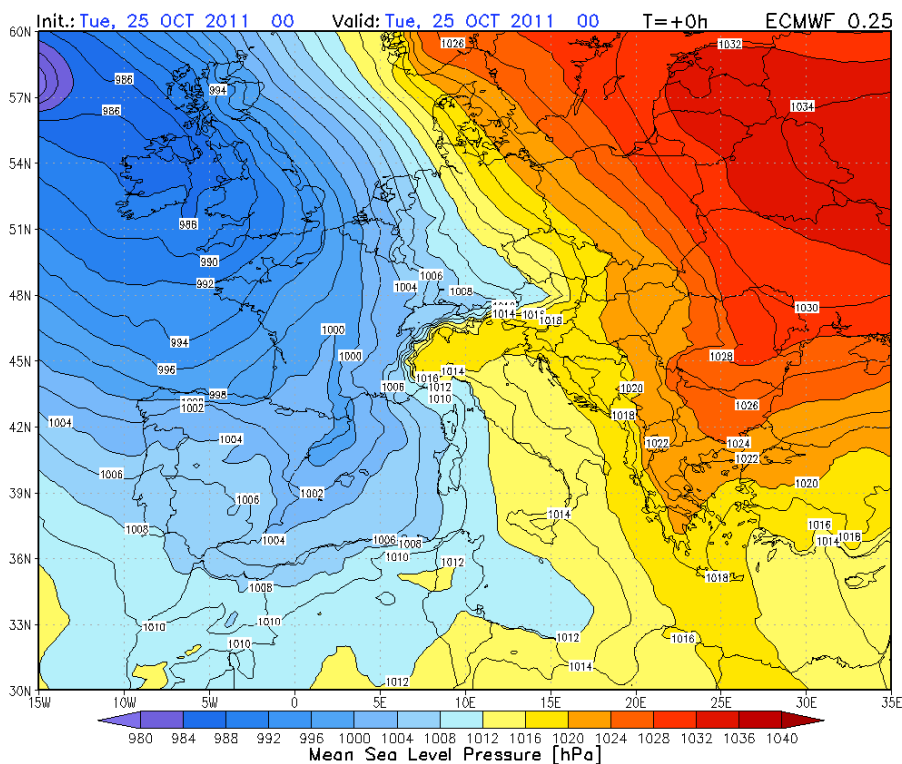 Init.: Tue, 25 OCT 2011 00 Valid: Tue, 25 OCT 2011 00 T=+0h ECMWF 0.25
60N
1026 1032
986
57N 994 1034
986
54N
51N 986
990
992 1006
1004 1008
48N 1014 1018 1030
1000
994 1000
45N 996 1014 1028
1006 1016 1012 1020
998 1010 1026
1002 1018
1004
42N 1004 1022 1024
1022
1006 1020
39N 1006 1002
1014 1016
1008 1004 1006 1008 1014 1018
36N 1010 1012
1008 1018
33N 1010 1010 1012 1016
1010 1014
30N 1012
15W 10W 5W 0 5E 10E 15E 20E 25E 30E 35E
980 984 988 992 996 1000 1004 1008 1012 1016 1020 1024 1028 1032 1036 1040
Mean Sea Level Pressure [hPa]